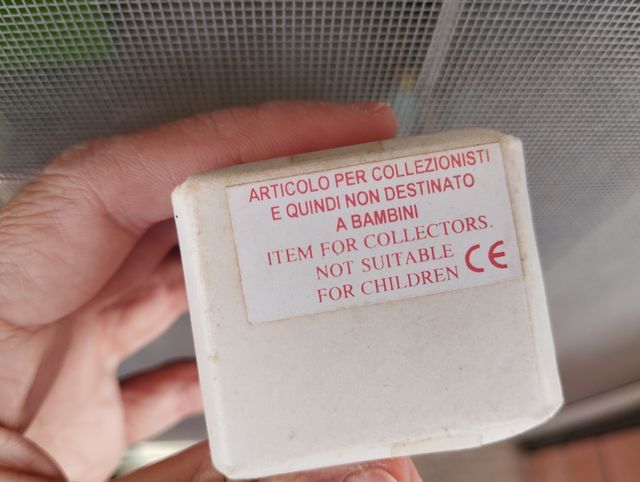 ARTICOLO PER COLLEZIONISTI
E QUINDI NON DESTINATO
A BAMBINI
ITEM FOR COLLECTORS.
NOT SUITABLE
FOR CHILDREN
CE